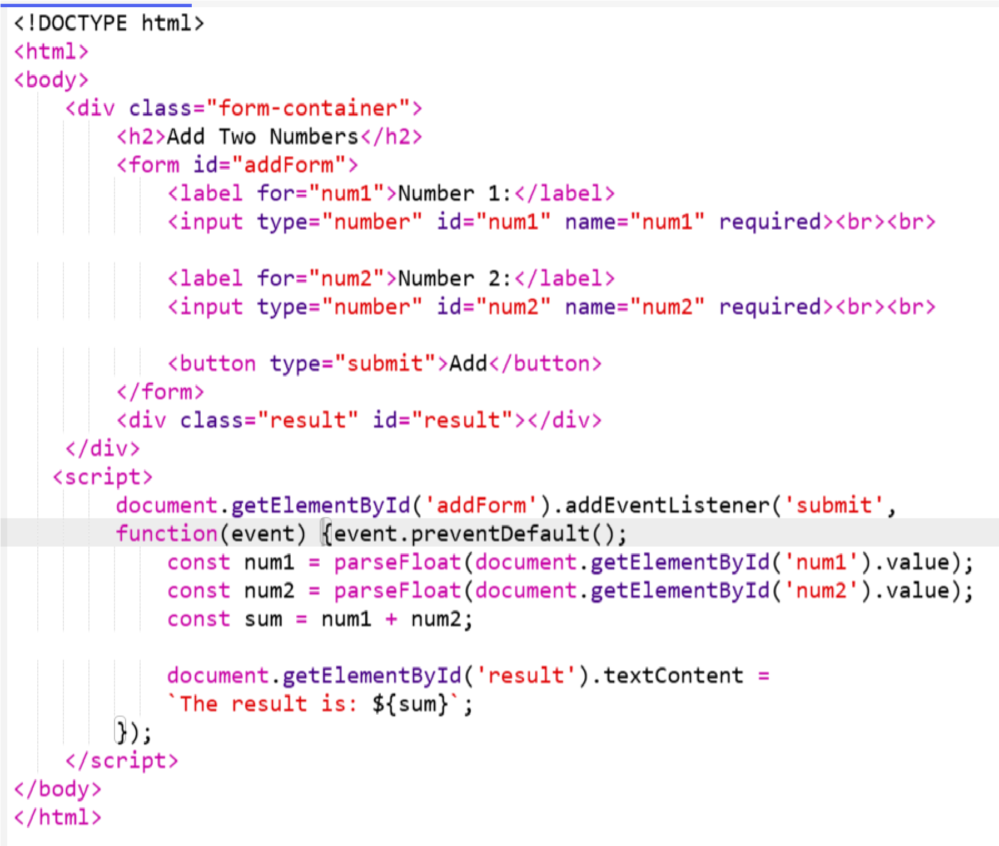 <!DOCTYPE html>
<html>
<body>
<div class="form-container">
<h2>Add Two Numbers</h2>
<form id="addForm">
<label for="num1">Number 1:</label>
<input type="number" id="num1" name="num1" required><br><br>
<label for="num2">Number 2:</label>
<input type="number" id="num2" name="num2" required><br><br>
<button type="submit">Add</button>
</form>
<div class="result" id="result"></div>
</div>
<script>
document.getElementById('addForm').addEventListener('submit',
function(event) {event.preventDefault();
const num1 = parseFloat(document.getElementById('num1').value);
const num2 = parseFloat(document.getElementById('num2').value);
const sum = num1 + num2;
document.getElementById('result').textContent =
`The result is: ${sum}`;
});
</script>
</body>
</html>